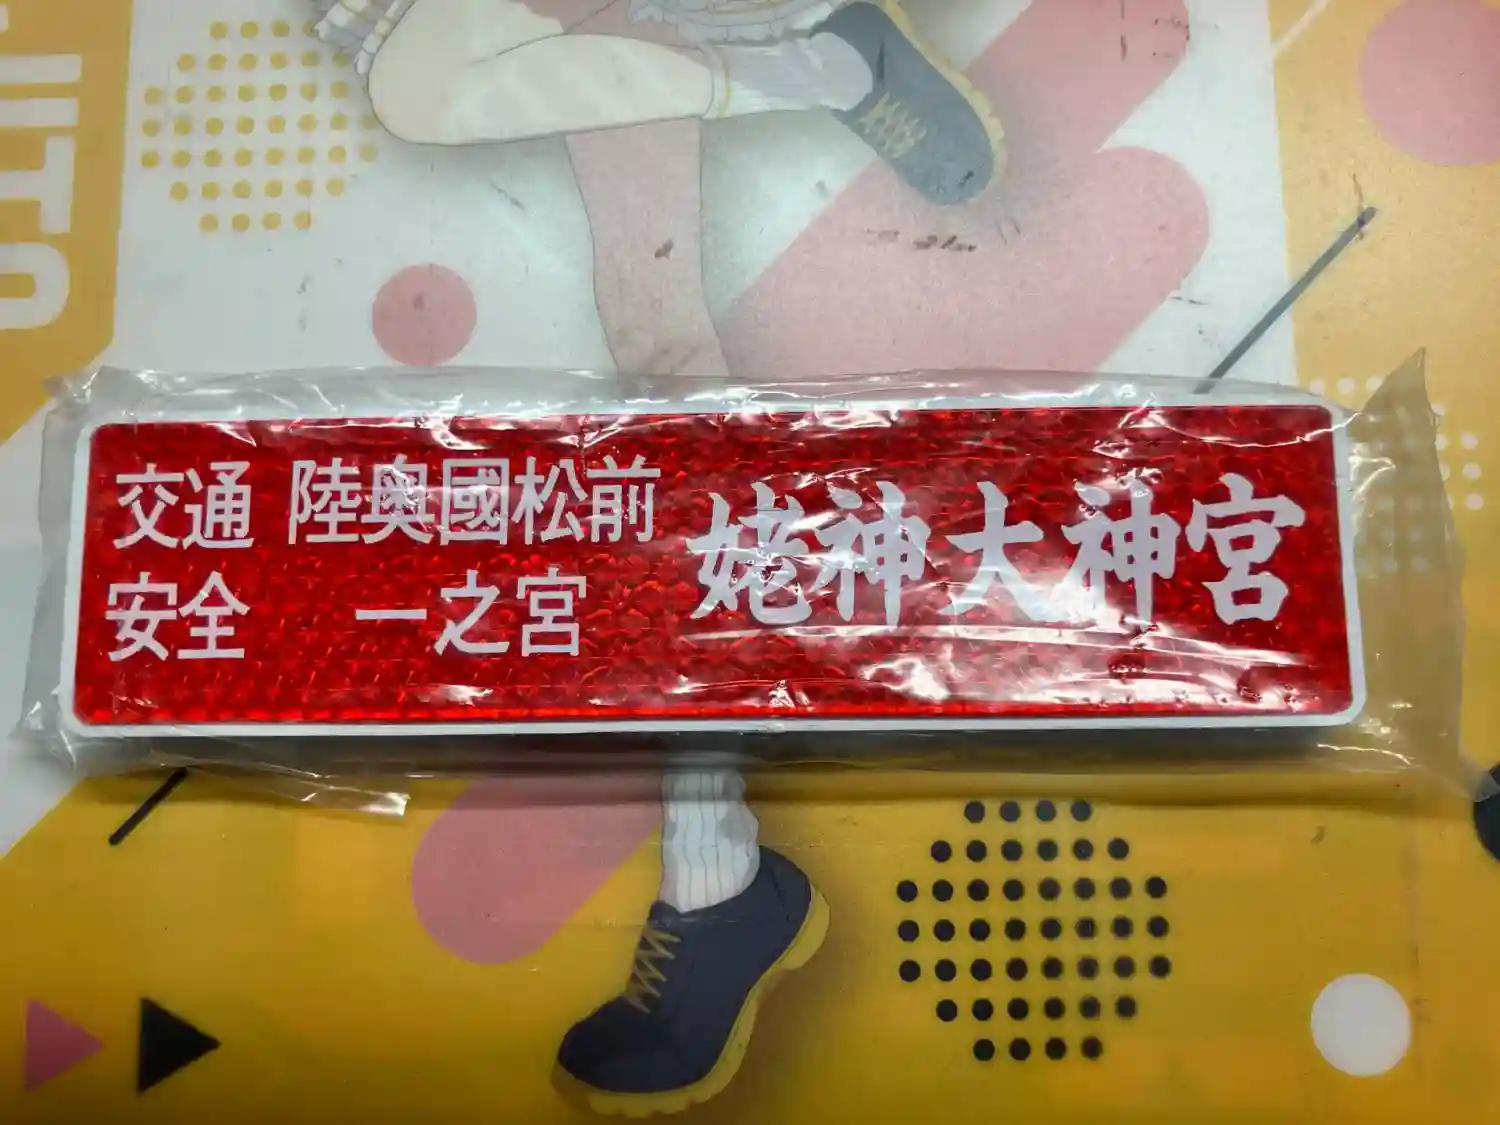 交通
安全
陸奥國松前
一之宮
姥神大神宮